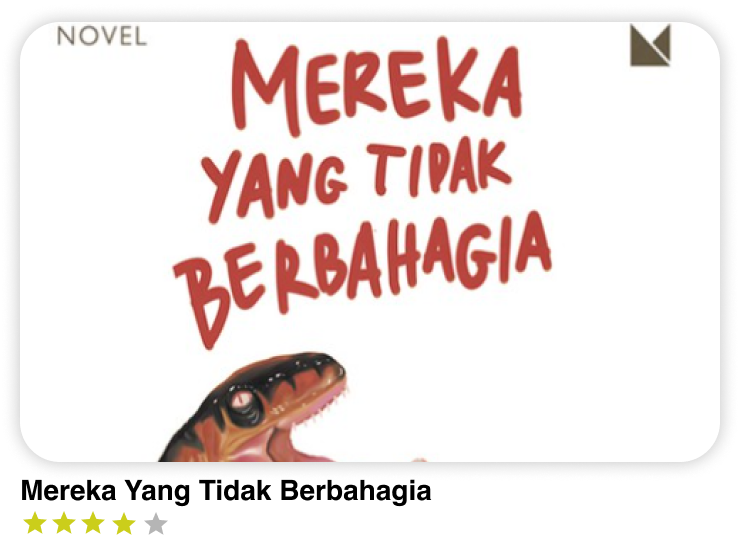 NOVEL
MEREKA
YANG TIDAK
BERBAHAGIA
Mereka Yang Tidak Berbahagia